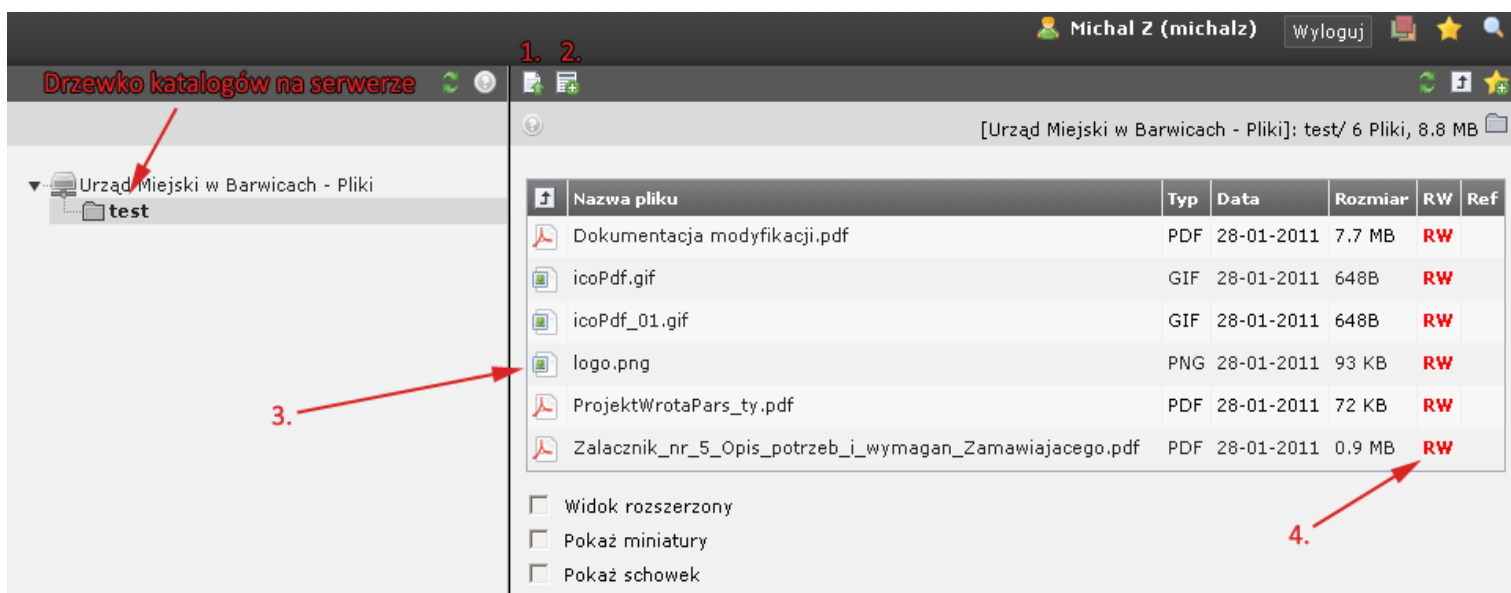 Michal Z (michalz) Wyloguj
1. 2.
Drzewko katalogów na serwerze
[Urząd Miejski w Barwicach - Pliki]: test/ 6 Pliki, 8.8 MB
Urząd Miejski w Barwicach - Pliki
test
Nazwa pliku Typ Data Rozmiar RW Ref
Dokumentacja modyfikacji.pdf PDF 28-01-2011 7.7 MB RW
icoPdf.gif GIF 28-01-2011 648B RW
icoPdf_01.gif GIF 28-01-2011 648B RW
logo.png PNG 28-01-2011 93 KB RW
ProjektWrotaPars_ty.pdf PDF 28-01-2011 72 KB RW
Zalacznik_nr_5_Opis_potrzeb_i_wymagan_Zamawiajacego.pdf PDF 28-01-2011 0.9 MB RW
3.
Widok rozszerzony
4.
Pokaż miniatury
Pokaż schowek